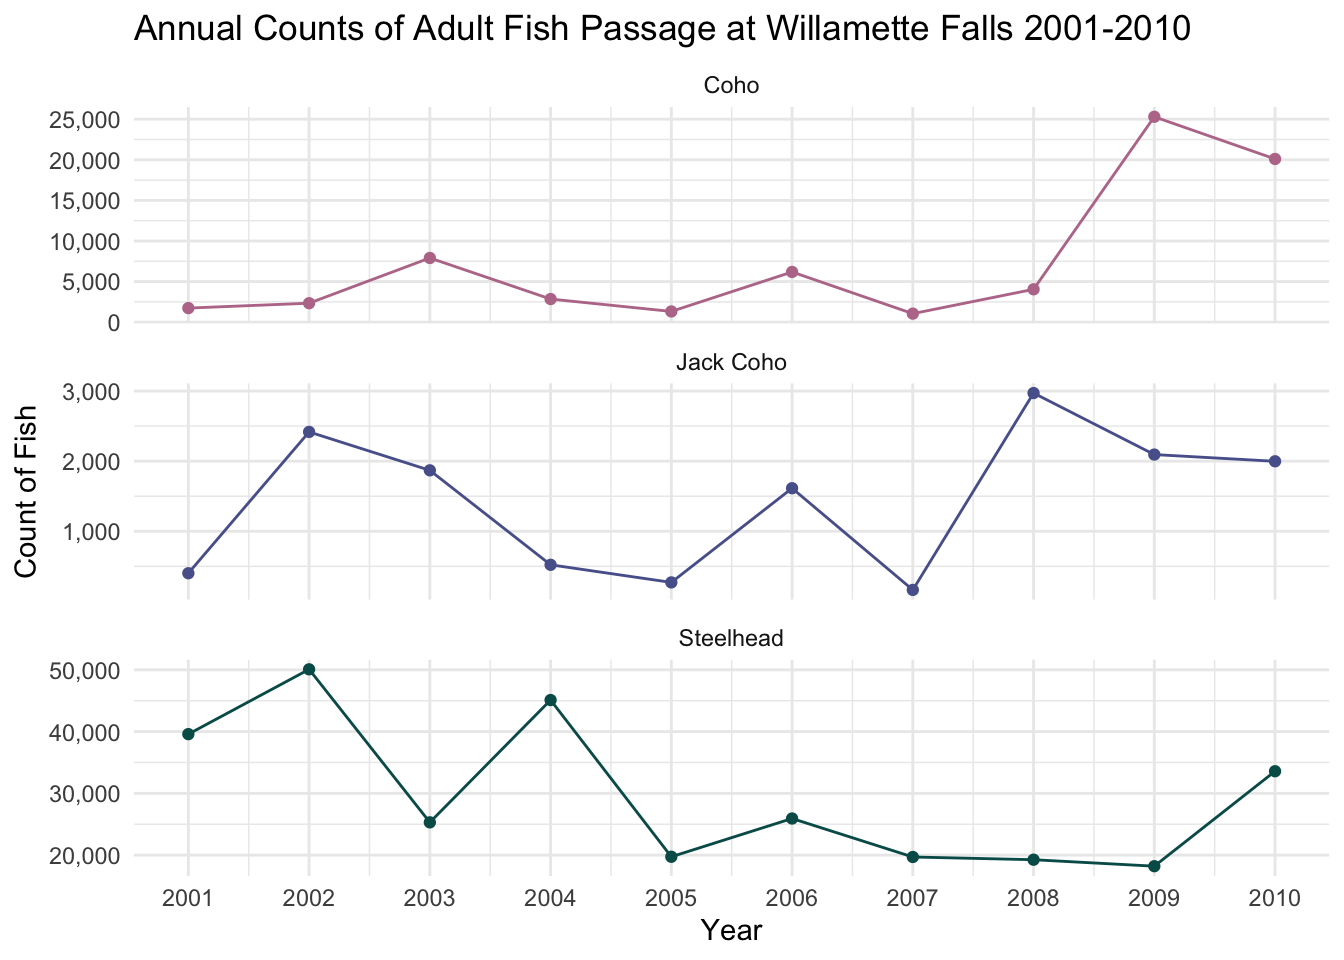 Annual Counts of Adult Fish Passage at Willamette Falls 2001-2010
Coho
25,000
20,000
15,000
10,000
5,000
0
Jack Coho
3,000
2,000
1,000
Count of Fish
Steelhead
50,000
40,000
30,000
20,000
2001 2002 2003 2004 2005 2006 2007 2008 2009 2010
Year